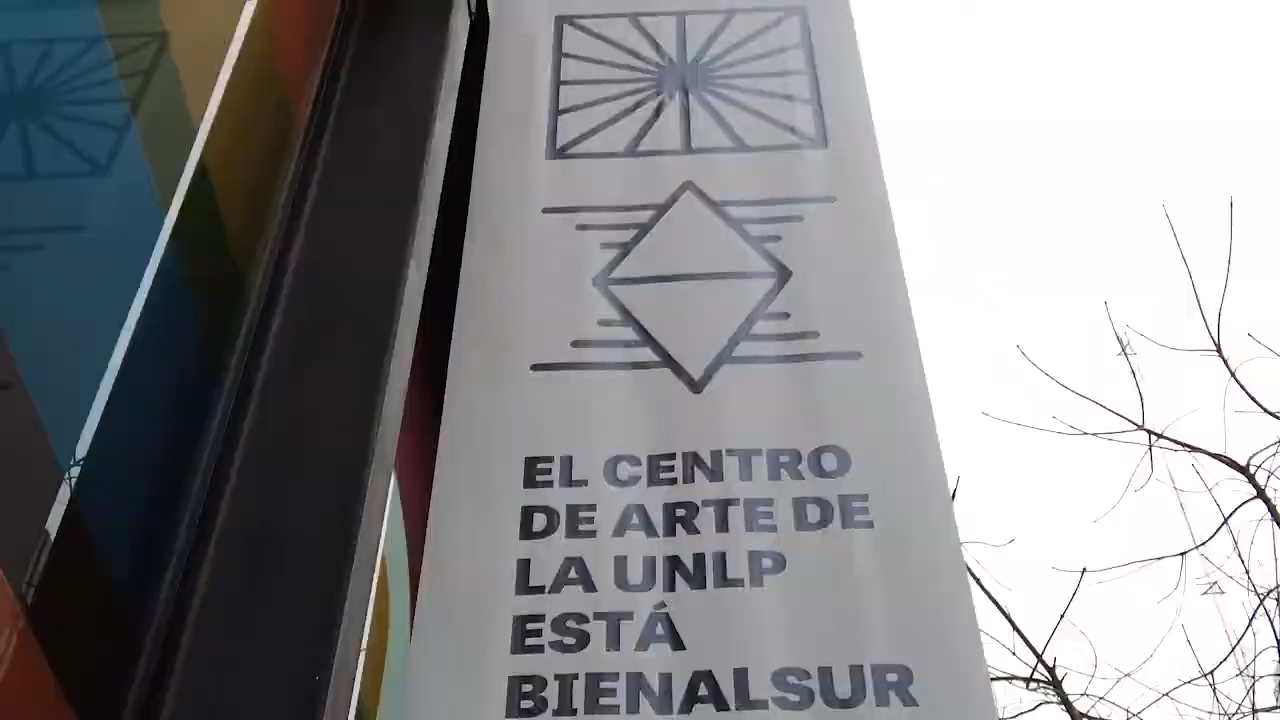 EL CENTRO
DE ARTE DE
LA UNLP
ESTÁ
BIENALSUR